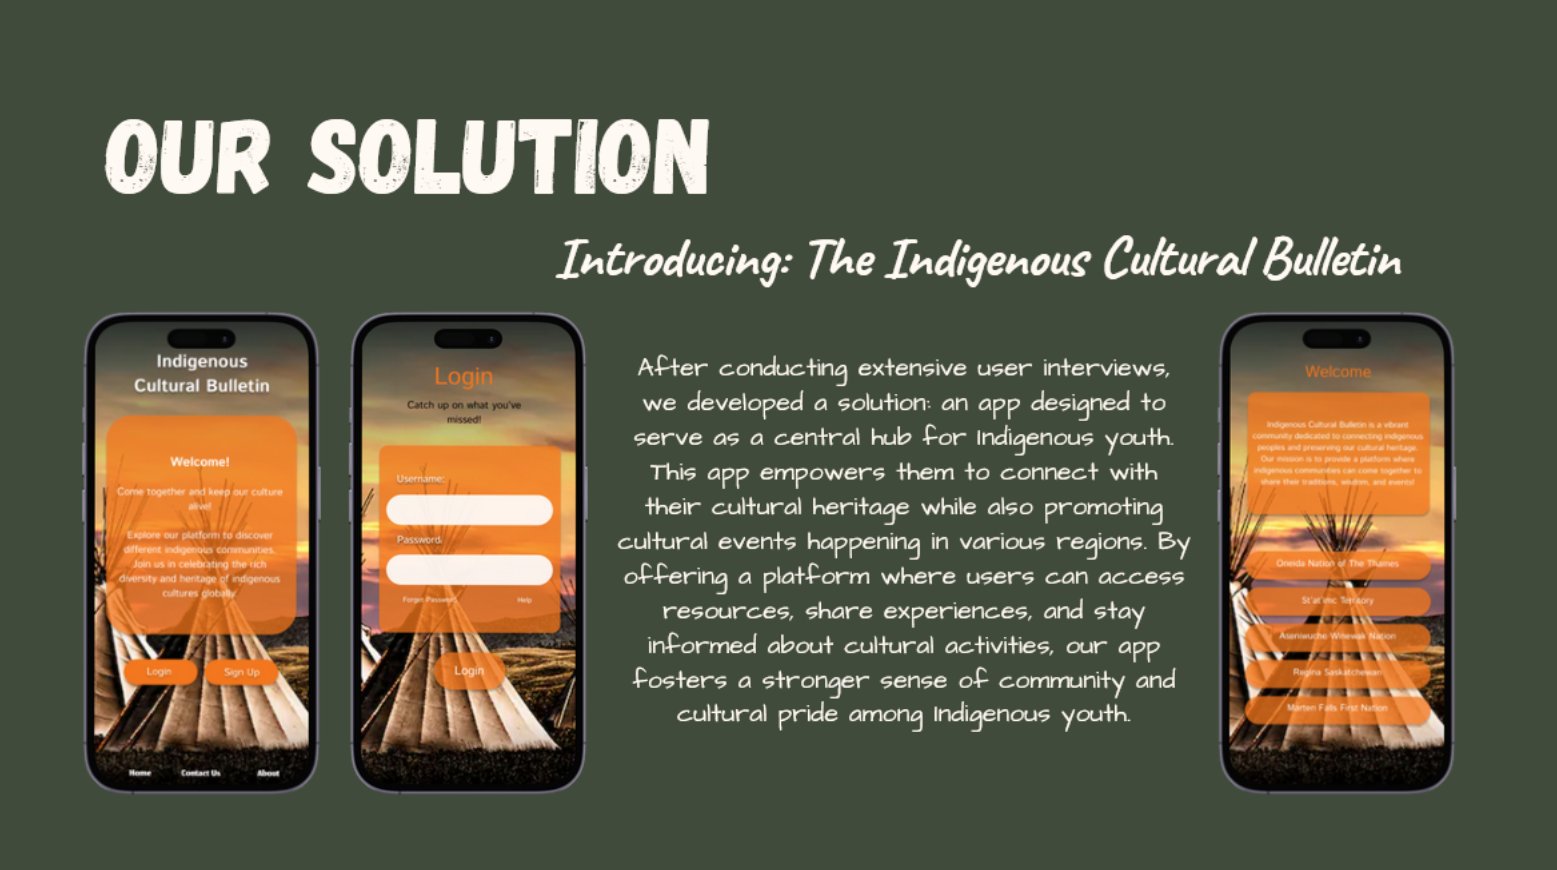 OUR SOLUTION
Introducing: The Indigenous Cultural Bulletin
Indigenous
Cultural Bulletin
Welcome!
Come together and keep our culture
alive!
Explore our platform to discover
different indigenous communities.
Join us in celebrating the rich
diversity and heritage of indigenous
cultures globally.
Login
Sign Up
Home
Contact Us
About
Login
Catch up on what you've
missed!
Username:
Password:
Forgot Password
Help
Login
After conducting extensive user interviews,
we developed a solution: an app designed to
serve as a central hub for Indigenous youth.
This app empowers them to connect with
their cultural heritage while also promoting
cultural events happening in various regions. By
offering a platform where users can access
resources, share experiences, and stay
informed about cultural activities, our app
fosters a stronger sense of community and
cultural pride among Indigenous youth.
Welcome
Indigenous Cultural Bulletin is a vibrant
community dedicated to connecting indigenous
peoples and preserving our cultural heritage.
Our mission is to provide a platform where
indigenous communities can come together to
share their traditions, wisdom, and events!
Oneida Nation of The Thames
St'at'imc Territory
Aseniwuche Winewak Nation
Regina Saskatchewan
Marten Falls First Nation